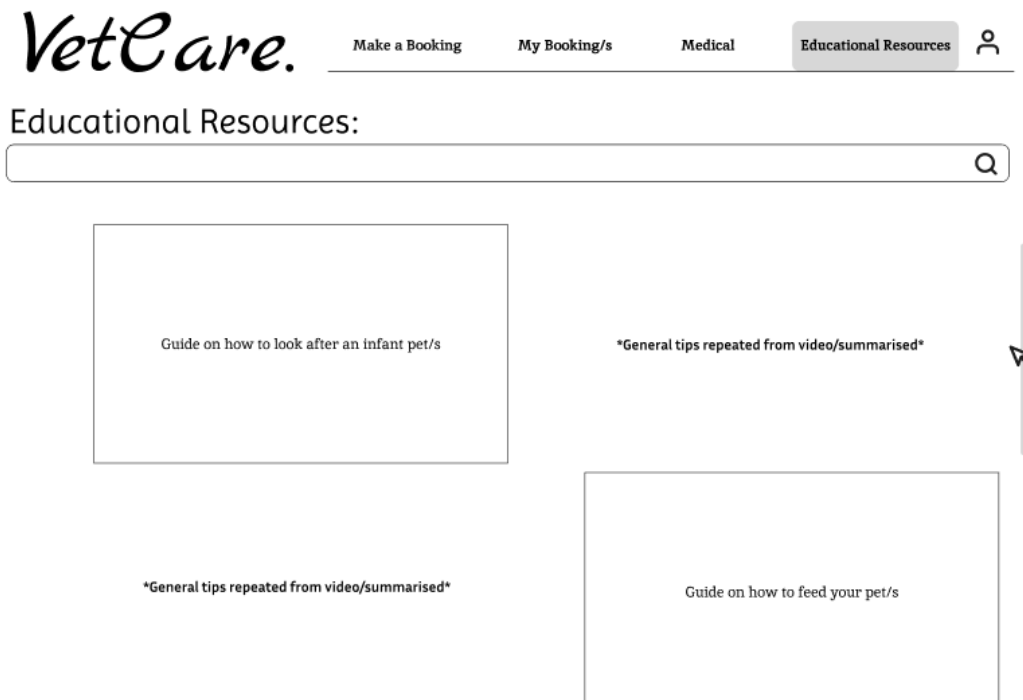 VetCare.
Make a Booking
My Booking/s
Medical
Educational Resources
Educational Resources:
Guide on how to look after an infant pet/s
*General tips repeated from video/summarised*
*General tips repeated from video/summarised*
Guide on how to feed your pet/s